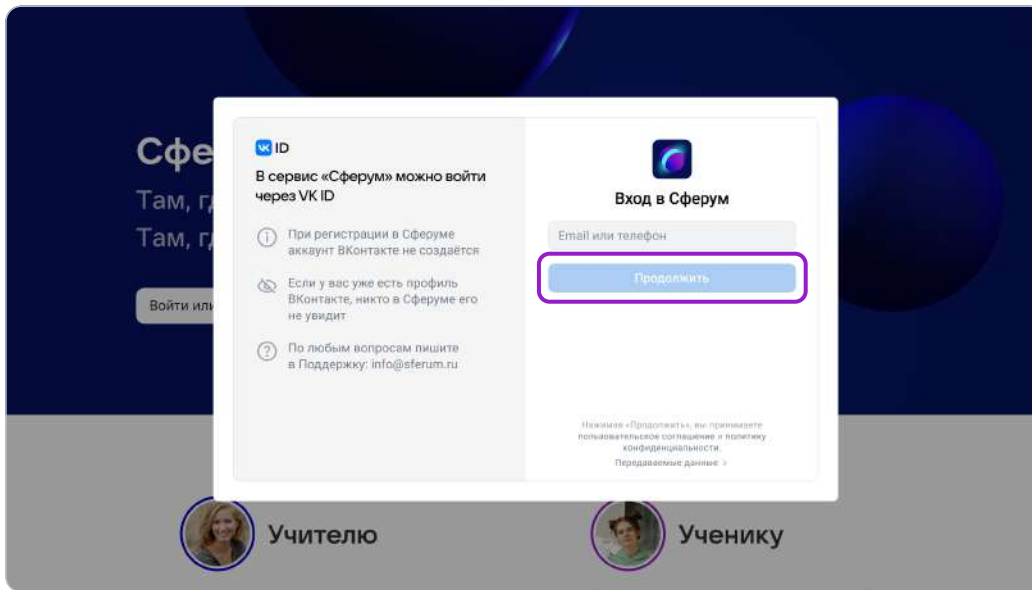 Сфе
Там, г
Там, г
Войти или
VK ID
В сервис «Сферум» можно войти
через VK ID
При регистрации в Сферуме
аккаунт ВКонтакте не создаётся
Если у вас уже есть профиль
ВКонтакте, никто в Сферуме его
не увидит
По любым вопросам пишите
в Поддержку: info@sferum.ru
Вход в Сферум
Email или телефон
Продолжить
Нажимая «Продолжить», вы принимаете
пользовательское соглашение и политику
конфиденциальности.
Передаваемые данные >
Учителю
Ученику